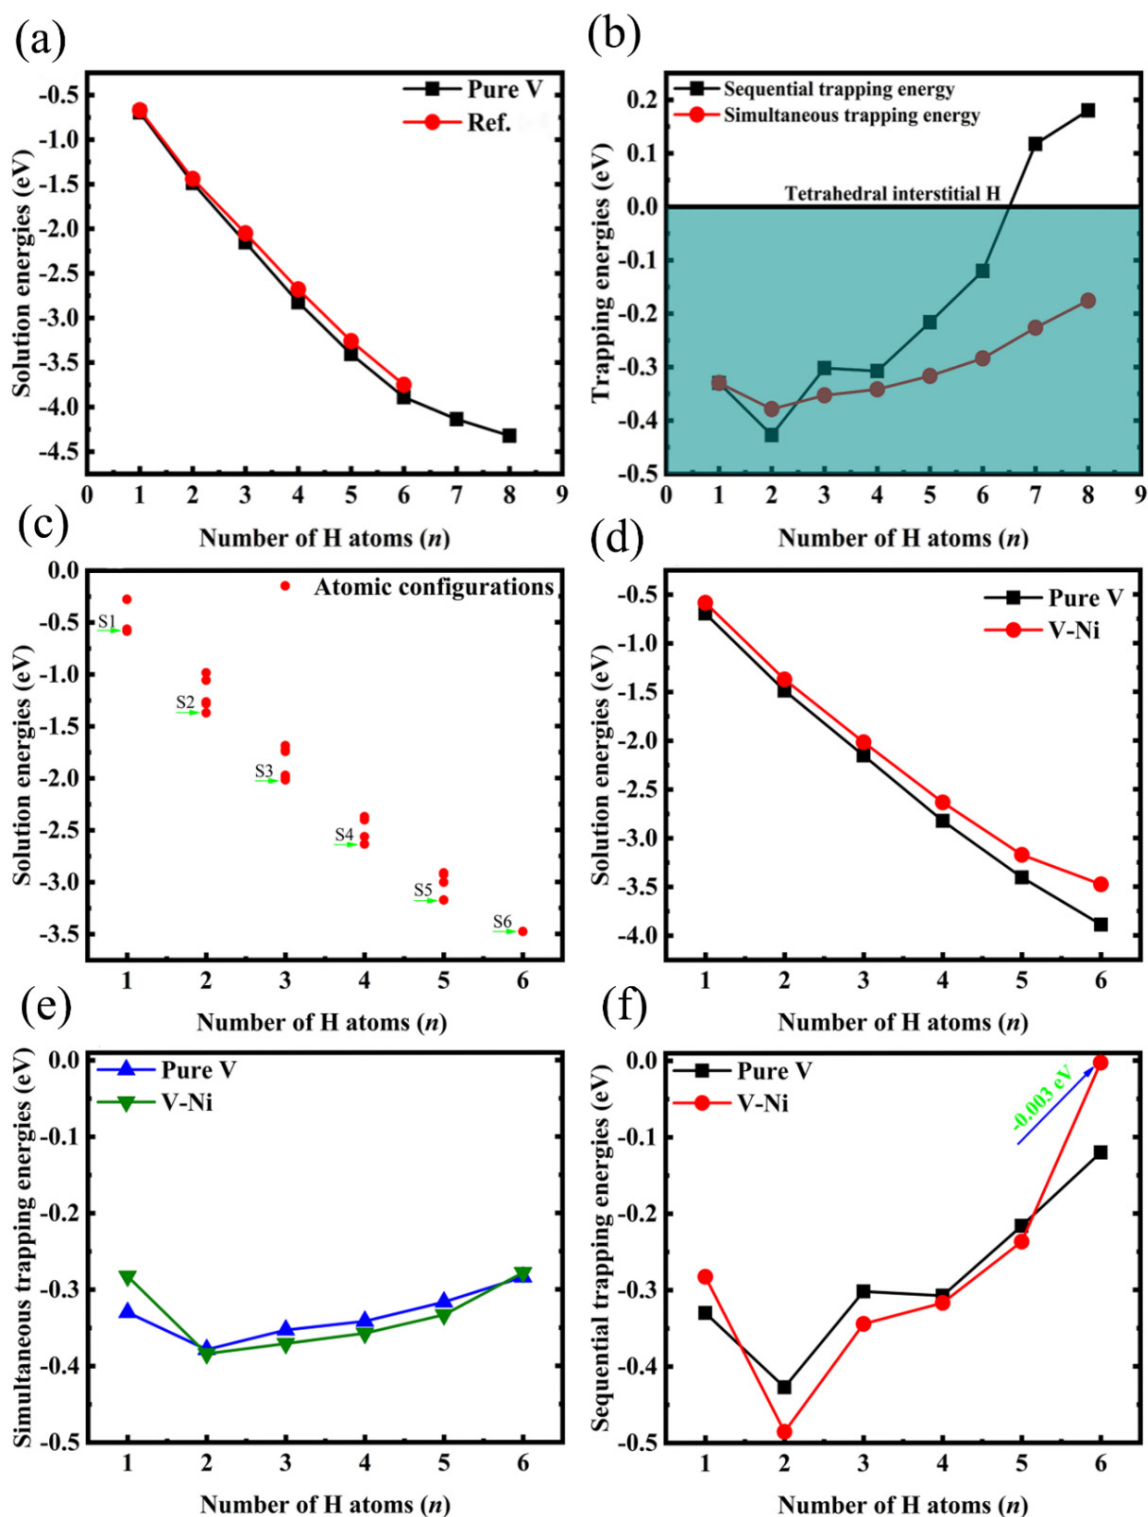 (a)
Pure V
Ref.
Solution energies (eV)
-0.5
-1.0
-1.5
-2.0
-2.5
-3.0
-3.5
-4.0
-4.5
0 1 2 3 4 5 6 7 8 9
Number of H atoms (n)
(b)
Sequential trapping energy
Simultaneous trapping energy
Tetrahedral interstitial H
Trapping energies (eV)
0.2
0.1
0.0
-0.1
-0.2
-0.3
-0.4
-0.5
0 1 2 3 4 5 6 7 8 9
Number of H atoms (n)
(c)
Atomic configurations
Solution energies (eV)
0.0
-0.5
-1.0
-1.5
-2.0
-2.5
-3.0
-3.5
S1
S2
S3
S4
S5
S6
1 2 3 4 5 6
Number of H atoms (n)
(d)
Pure V
V-Ni
Solution energies (eV)
-0.5
-1.0
-1.5
-2.0
-2.5
-3.0
-3.5
-4.0
1 2 3 4 5 6
Number of H atoms (n)
(e)
Pure V
V-Ni
Simultaneous trapping energies (eV)
0.0
-0.1
-0.2
-0.3
-0.4
-0.5
1 2 3 4 5 6
Number of H atoms (n)
(f)
Pure V
V-Ni
-0.003 eV
Sequential trapping energies (eV)
0.0
-0.1
-0.2
-0.3
-0.4
-0.5
1 2 3 4 5 6
Number of H atoms (n)